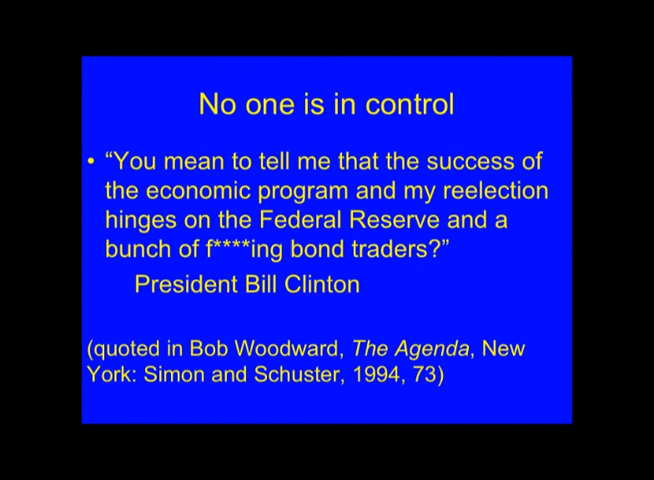 No one is in control
• “You mean to tell me that the success of
the economic program and my reelection
hinges on the Federal Reserve and a
bunch of f****ing bond traders?”
President Bill Clinton
(quoted in Bob Woodward, The Agenda, New
York: Simon and Schuster, 1994, 73)